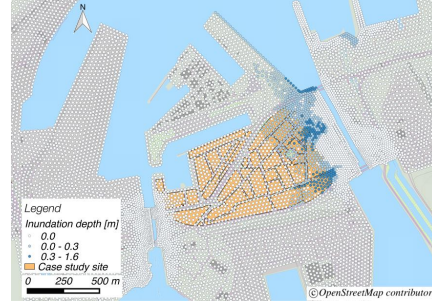 N
Legend
Inundation depth [m]
0.0
0.0 - 0.3
0.3 - 1.6
Case study site
0 250 500 m
©OpenStreetMap contributor